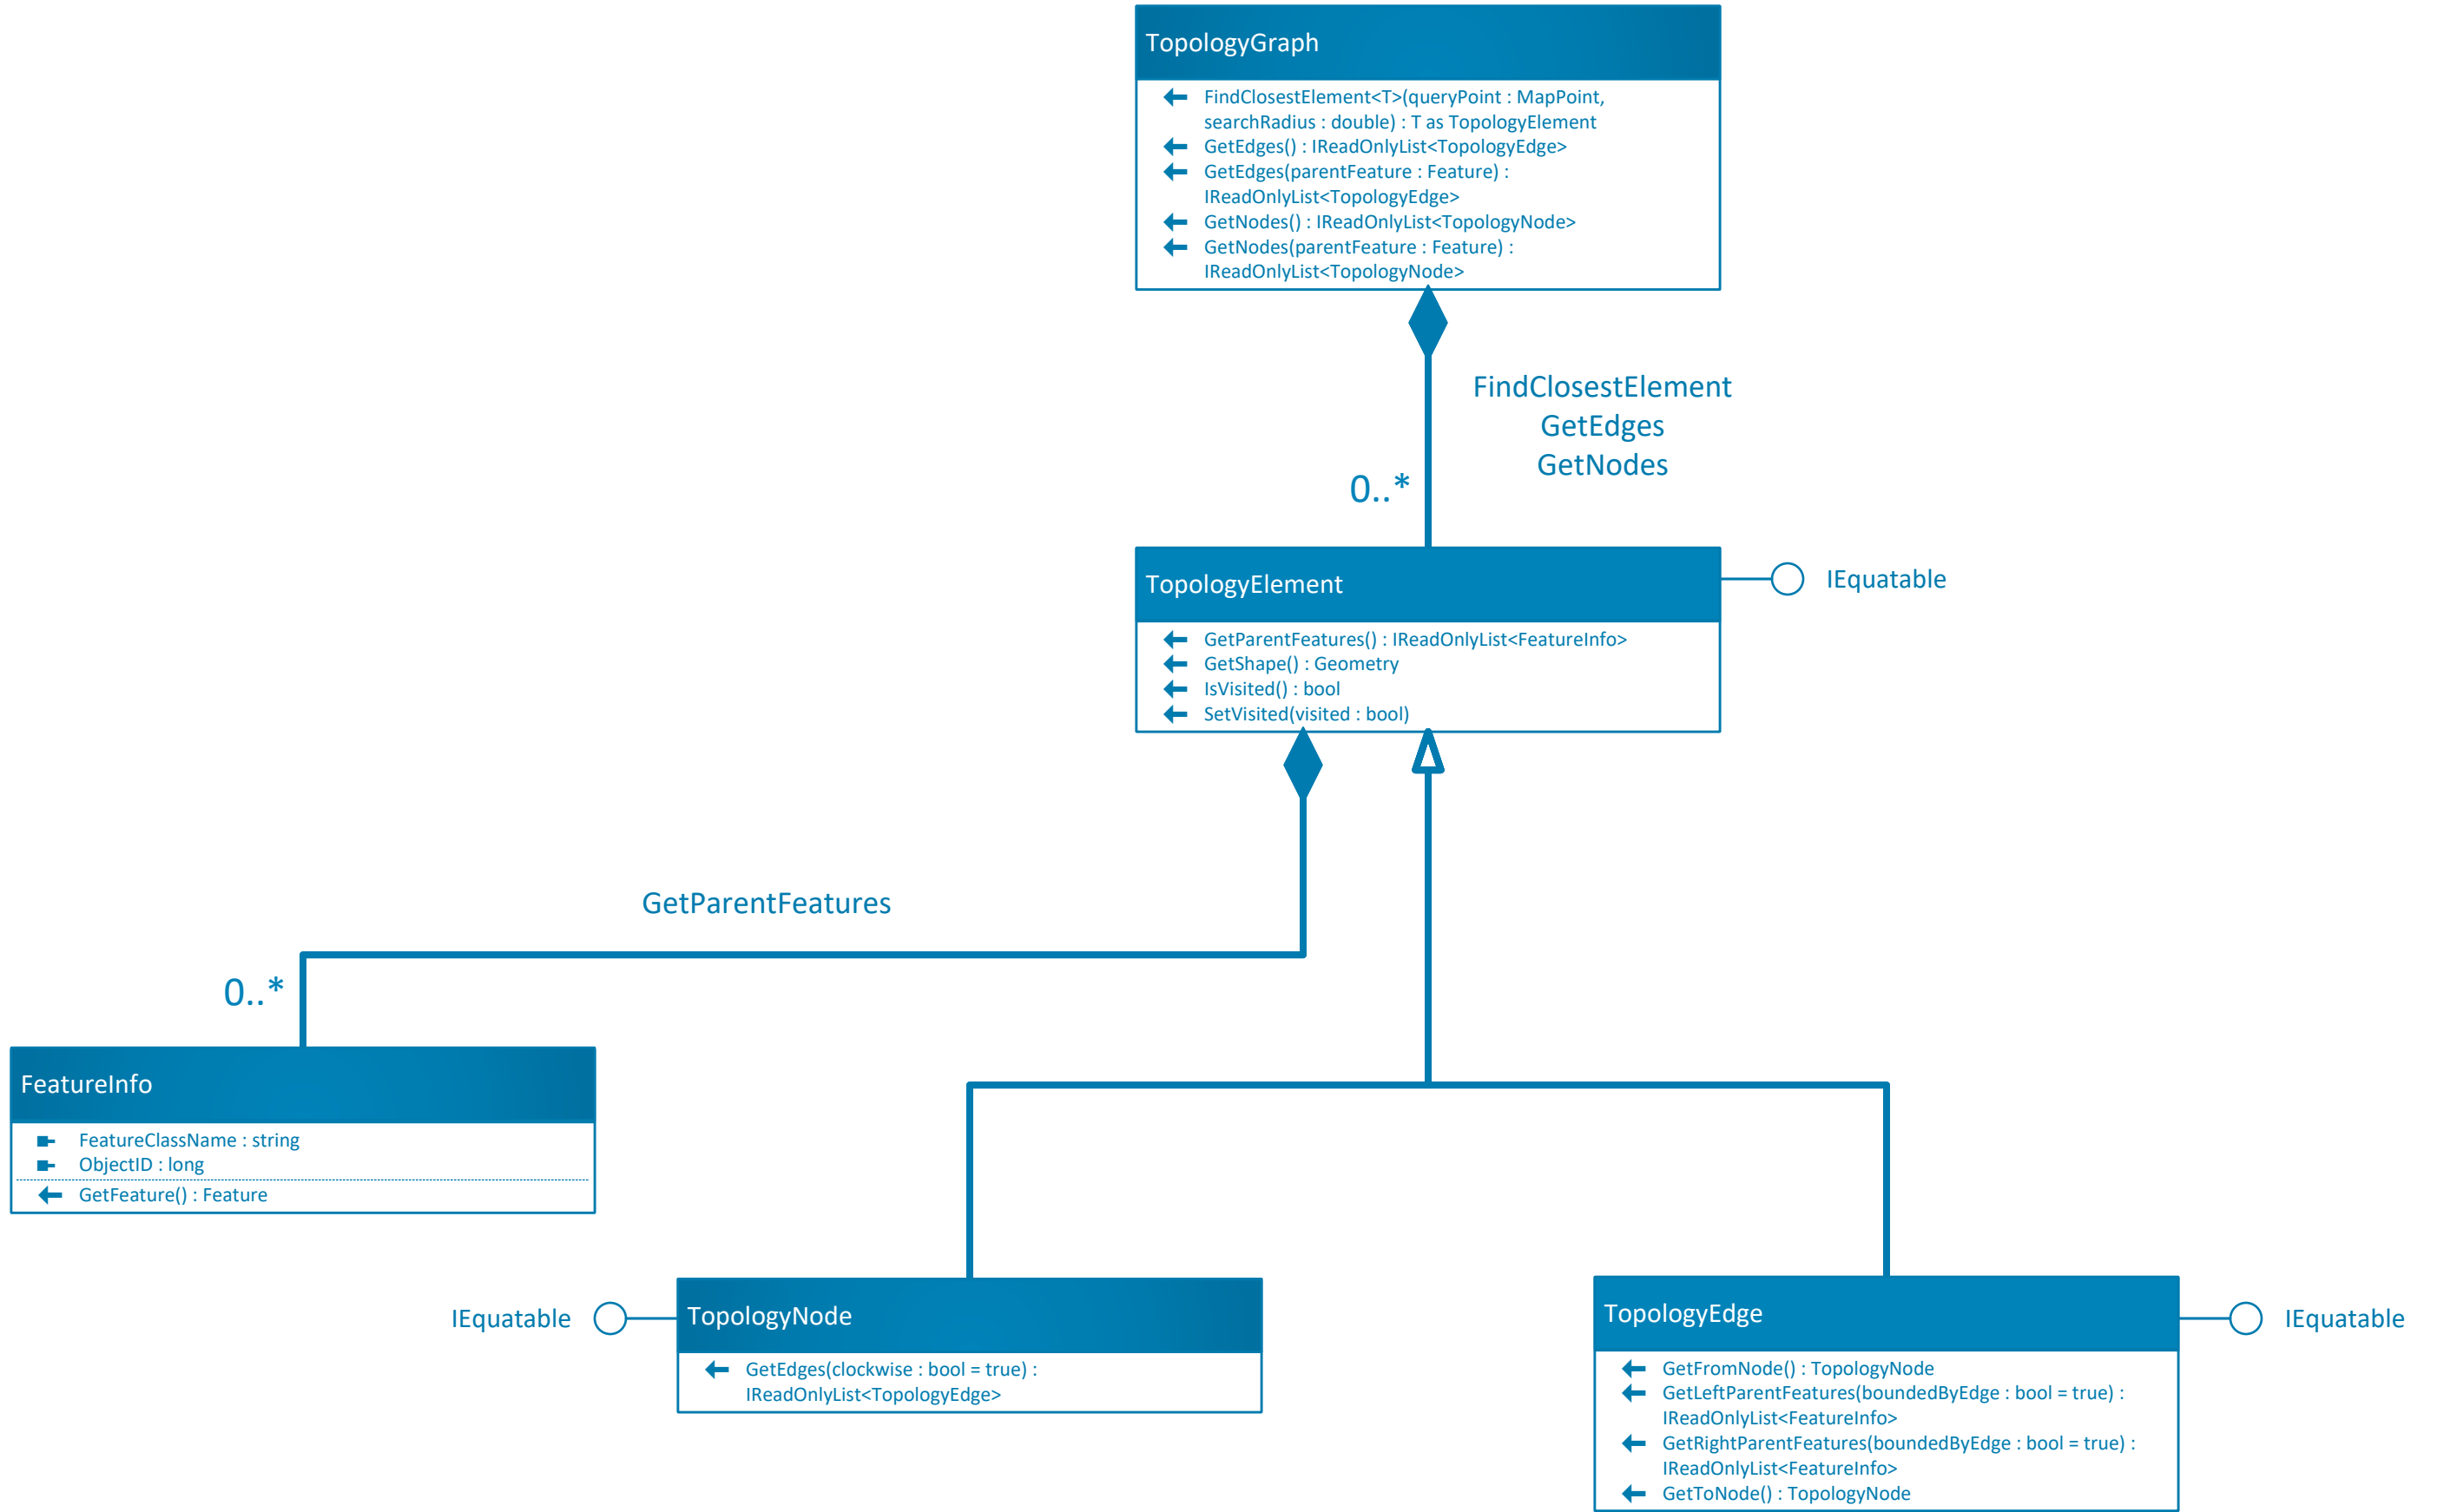 TopologyGraph
FindClosestElement<T>(queryPoint : MapPoint,
searchRadius : double) : T as TopologyElement
GetEdges() : IReadOnlyList<TopologyEdge>
GetEdges(parentFeature : Feature) :
IReadOnlyList<TopologyEdge>
GetNodes() : IReadOnlyList<TopologyNode>
GetNodes(parentFeature : Feature) :
IReadOnlyList<TopologyNode>
FindClosestElement
GetEdges
GetNodes
0..*
TopologyElement
IEquatable
GetParentFeatures() : IReadOnlyList<FeatureInfo>
GetShape() : Geometry
IsVisited() : bool
SetVisited(visited : bool)
GetParentFeatures
0..*
FeatureInfo
FeatureClassName : string
ObjectID : long
GetFeature() : Feature
IEquatable
TopologyNode
GetEdges(clockwise : bool = true) :
IReadOnlyList<TopologyEdge>
TopologyEdge
IEquatable
GetFromNode() : TopologyNode
GetLeftParentFeatures(boundedByEdge : bool = true) :
IReadOnlyList<FeatureInfo>
GetRightParentFeatures(boundedByEdge : bool = true) :
IReadOnlyList<FeatureInfo>
GetToNode() : TopologyNode